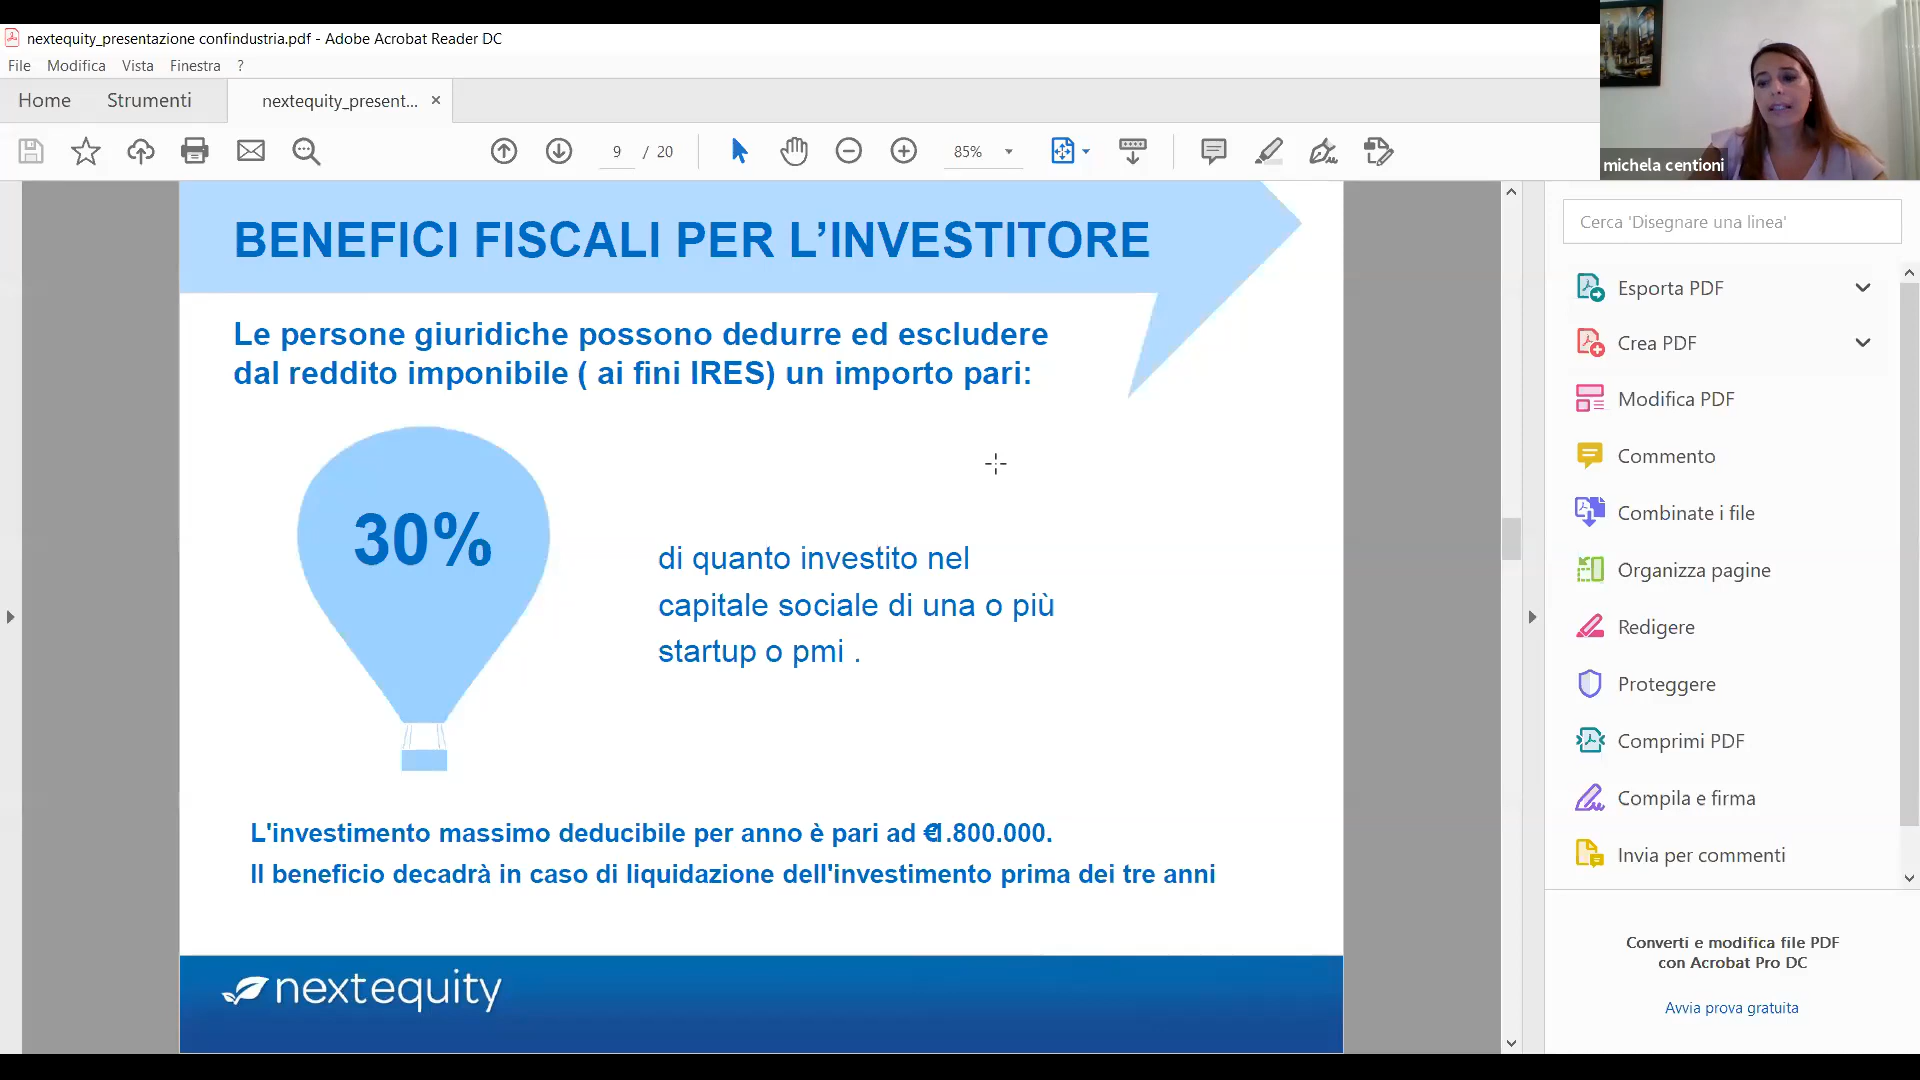 nextequity_presentazione confindustria.pdf - Adobe Acrobat Reader DC
File Modifica Vista Finestra ?
Home Strumenti nextequity_present... ×
9 / 20 85%
michela centioni
BENEFICI FISCALI PER L’INVESTITORE
Le persone giuridiche possono dedurre ed escludere
dal reddito imponibile ( ai fini IRES) un importo pari:
30%
di quanto investito nel
capitale sociale di una o più
startup o pmi .
L'investimento massimo deducibile per anno è pari ad €1.800.000.
Il beneficio decadrà in caso di liquidazione dell'investimento prima dei tre anni
nextequity
Cerca 'Disegnare una linea'
Esporta PDF
Crea PDF
Modifica PDF
Commento
Combinate i file
Organizza pagine
Redigere
Proteggere
Comprimi PDF
Compila e firma
Invia per commenti
Converti e modifica file PDF
con Acrobat Pro DC
Avvia prova gratuita